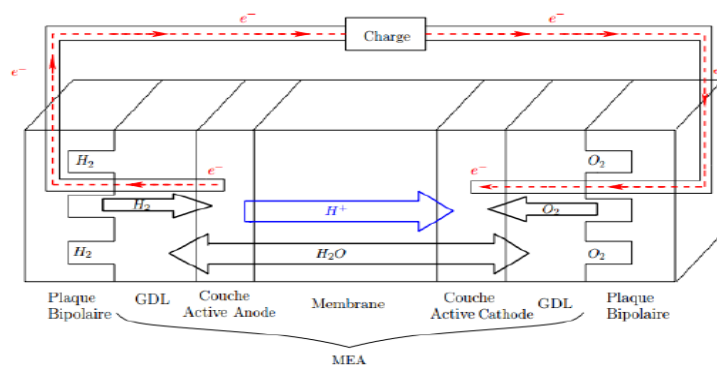 e⁻
e⁻
Charge
e⁻
e⁻
H₂
e⁻
e⁻
O₂
H₂
H⁺
O₂
H₂
H₂O
O₂
Plaque
Bipolaire
GDL
Couche
Active Anode
Membrane
Couche
Active Cathode
GDL
Plaque
Bipolaire
MEA